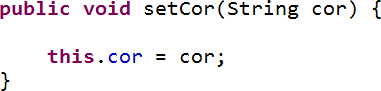 public void setCor(String cor) {
    this.cor = cor;
}